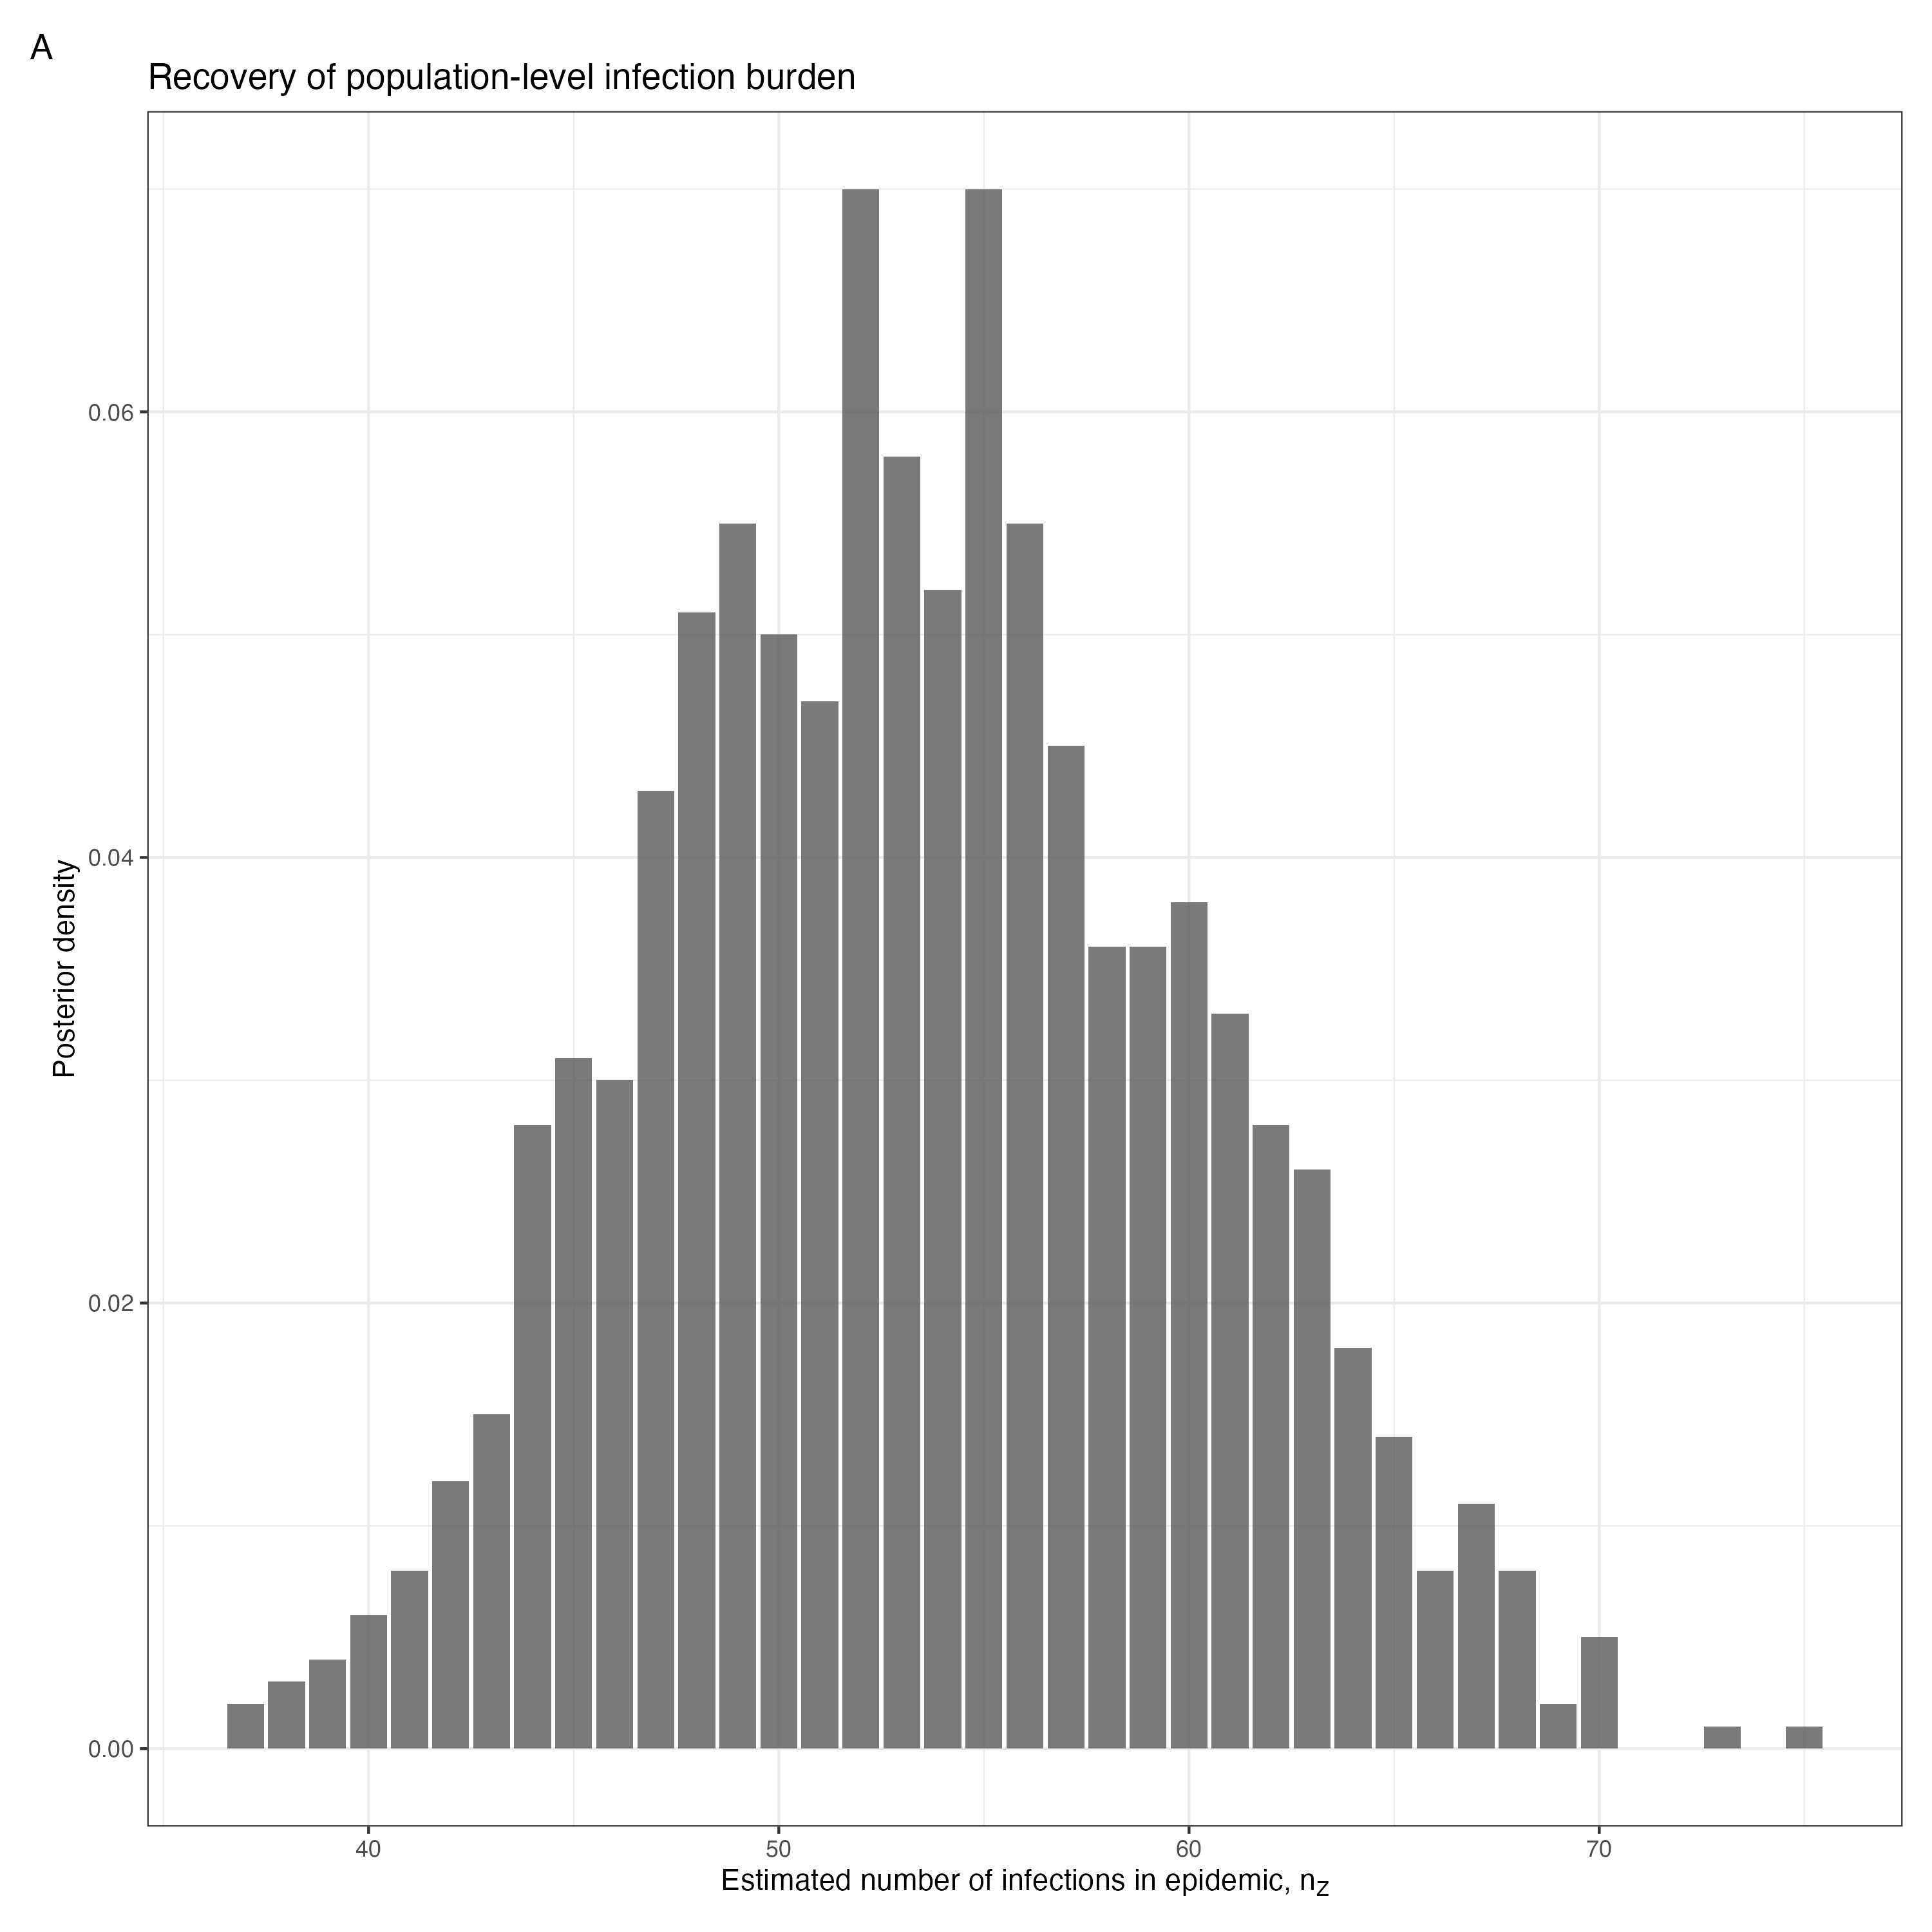 A
Recovery of population-level infection burden
Posterior density
0.06
0.04
0.02
0.00
40 50 60 70
Estimated number of infections in epidemic, nz